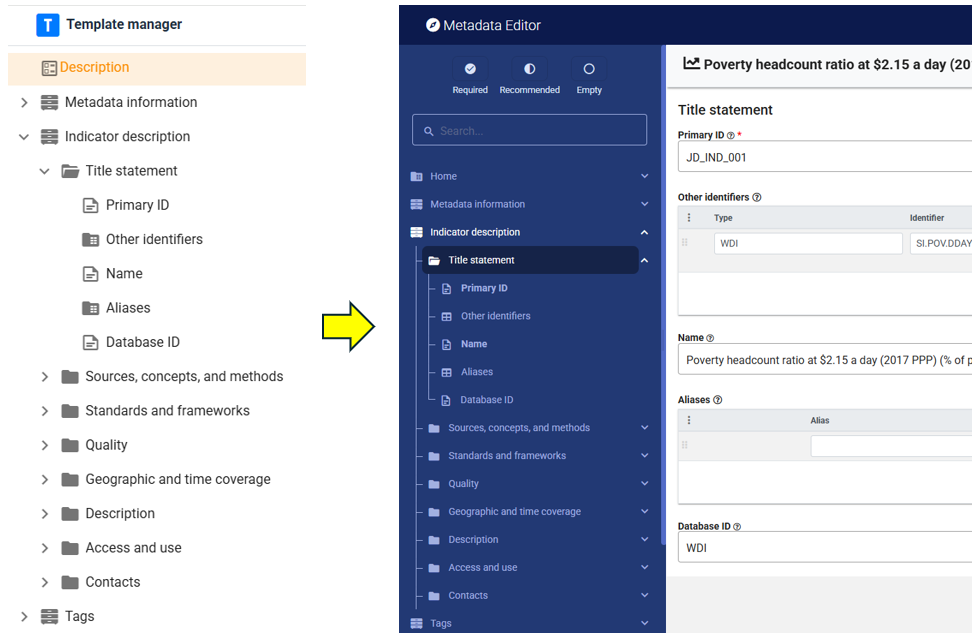 T Template manager
Description
Metadata information
Indicator description
Title statement
Primary ID
Other identifiers
Name
Aliases
Database ID
Sources, concepts, and methods
Standards and frameworks
Quality
Geographic and time coverage
Description
Access and use
Contacts
Tags
Metadata Editor
Required Recommended Empty
Search...
Home
Metadata information
Indicator description
Title statement
Primary ID
Other identifiers
Name
Aliases
Database ID
Sources, concepts, and methods
Standards and frameworks
Quality
Geographic and time coverage
Description
Access and use
Contacts
Tags
Poverty headcount ratio at $2.15 a day (20
Title statement
Primary ID ? *
JD_IND_001
Other identifiers ?
Type Identifier
WDI SI.POV.DDAY
Name ?
Poverty headcount ratio at $2.15 a day (2017 PPP) (% of p
Aliases ?
Alias
Database ID ?
WDI